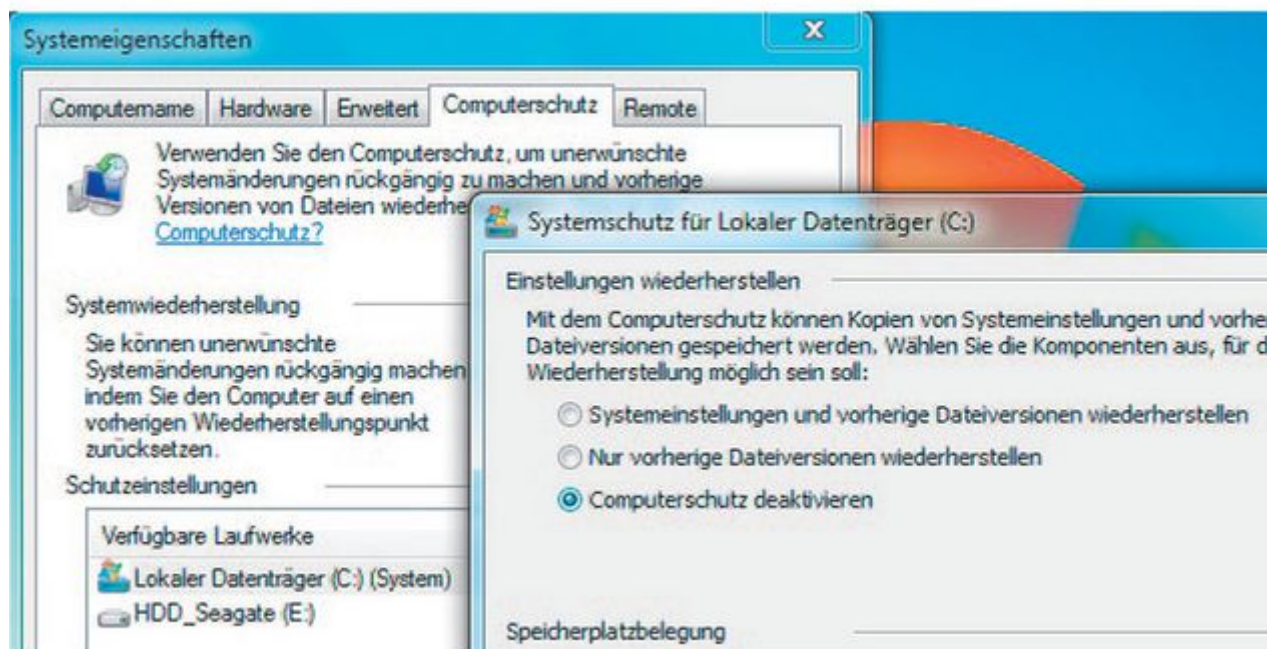 Systemeigenschaften
Computername Hardware Erweitert Computerschutz Remote
Verwenden Sie den Computerschutz, um unerwünschte
Systemänderungen rückgängig zu machen und vorherige
Versionen von Dateien
Computerschutz?
Systemwiederherstellung
Sie können unerwünschte
Systemänderungen rückgängig machen
indem Sie den Computer auf einen
vorherigen Wiederherstellungspunkt
zurücksetzen.
Schutzeinstellungen
Verfügbare Laufwerke
Lokaler Datenträger (C:) (System)
HDD_Seagate (E:)
Systemschutz für Lokaler Datenträger (C:)
Einstellungen wiederherstellen
Mit dem Computerschutz können Kopien von Systemeinstellungen und
Dateiversionen gespeichert werden. Wählen Sie die Komponenten aus, für
Wiederherstellung möglich sein soll:
Systemeinstellungen und vorherige Dateiversionen wiederherstellen
Nur vorherige Dateiversionen wiederherstellen
Computerschutz deaktivieren
Speicherplatzbelegung